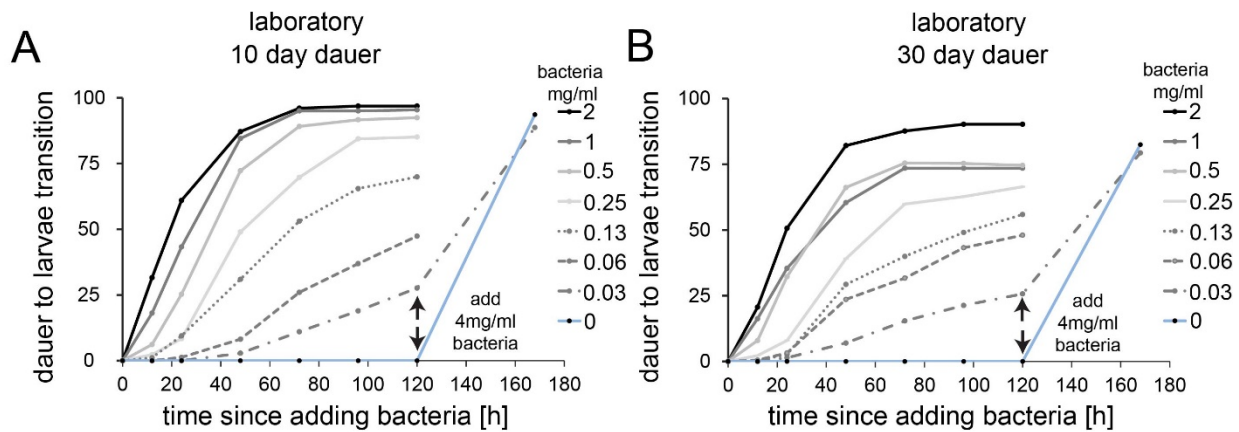 A
laboratory
10 day dauer
dauer to larvae transition
100
75
50
25
0
0 20 40 60 80 100 120 140 160 180
time since adding bacteria [h]
add
4mg/ml
bacteria
bacteria
mg/ml
2
1
0.5
0.25
0.13
0.06
0.03
0
B
laboratory
30 day dauer
dauer to larvae transition
100
75
50
25
0
0 20 40 60 80 100 120 140 160 180
time since adding bacteria [h]
add
4mg/ml
bacteria
bacteria
mg/ml
2
1
0.5
0.25
0.13
0.06
0.03
0